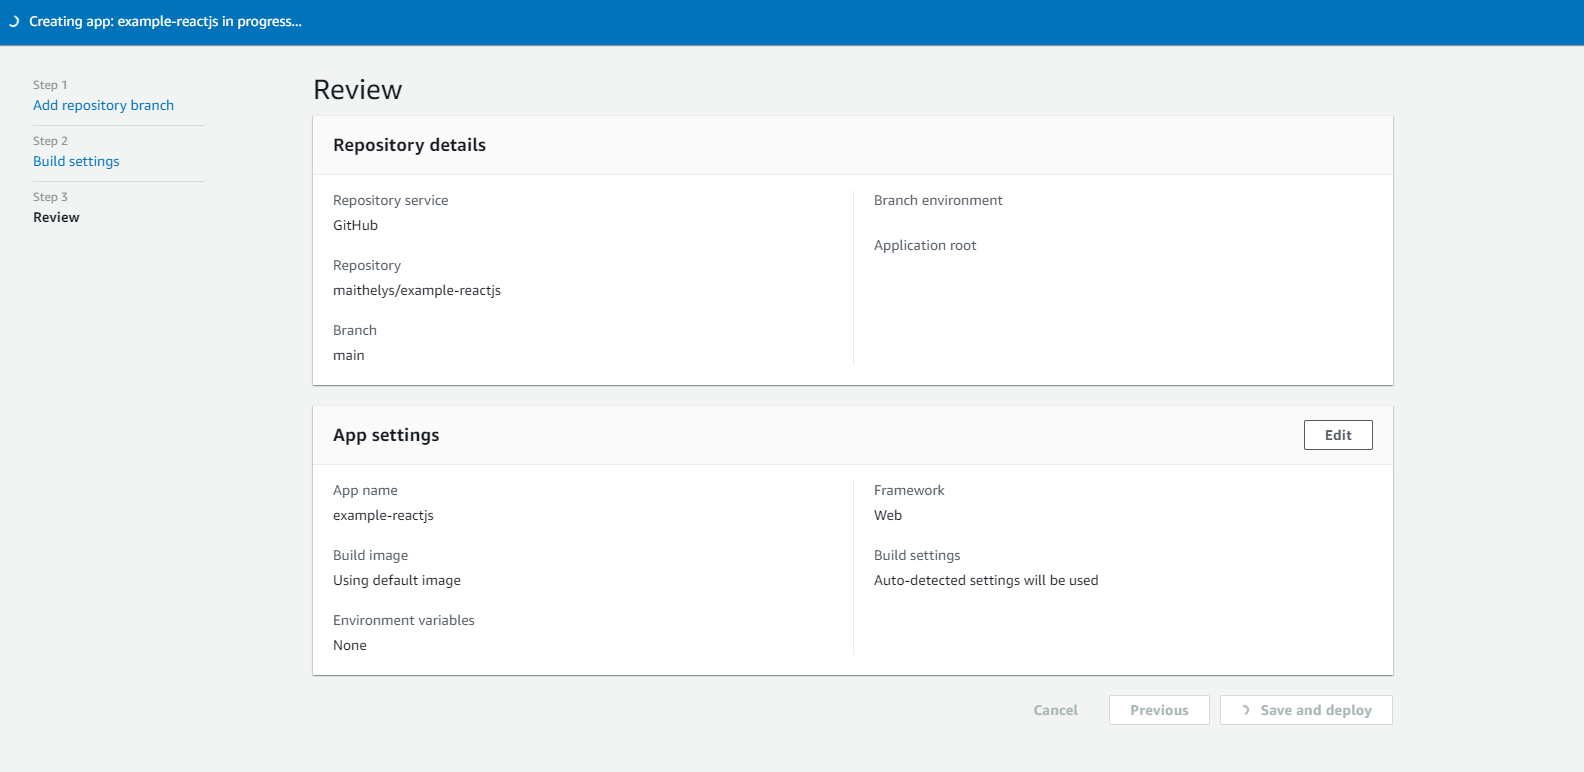 Creating app: example-reactjs in progress...
Step 1
Add repository branch
Step 2
Build settings
Step 3
Review
Review
Repository details
Repository service
GitHub
Repository
maithelys/example-reactjs
Branch
main
Branch environment
Application root
App settings
Edit
App name
example-reactjs
Build image
Using default image
Environment variables
None
Framework
Web
Build settings
Auto-detected settings will be used
Cancel
Previous
Save and deploy